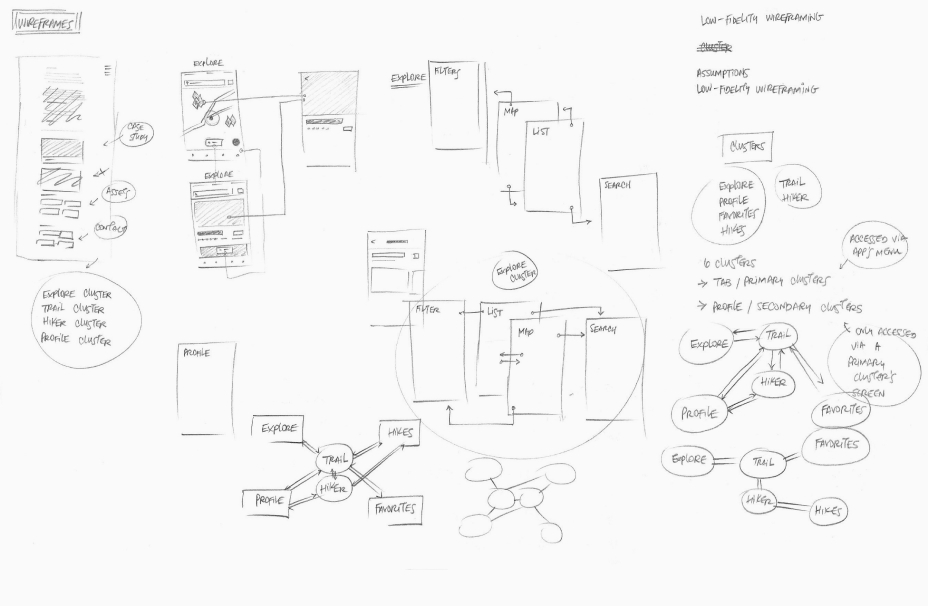 WIREFRAMES
CASE STUDY
ASSETS
CONTACT
EXPLORE CLUSTER
TRAIL CLUSTER
HIKER CLUSTER
PROFILE CLUSTER
EXPLORE
EXPLORE
EXPLORE
FILTERS
MAP
LIST
SEARCH
EXPLORE
CLUSTER
FILTER
LIST
MAP
SEARCH
PROFILE
EXPLORE
HIKES
TRAIL
HIKER
PROFILE
FAVORITES
LOW-FIDELITY WIREFRAMING
CLUSTER
ASSUMPTIONS
LOW-FIDELITY WIREFRAMING
CLUSTERS
EXPLORE
PROFILE
FAVORITES
HIKES
TRAIL
HIKER
ACCESSED VIA
APP'S MENU
6 CLUSTERS
→ TAB / PRIMARY CLUSTERS
→ PROFILE / SECONDARY CLUSTERS
ONLY ACCESSED
VIA A
PRIMARY
CLUSTER'S
SCREEN
EXPLORE
TRAIL
HIKER
PROFILE
FAVORITES
FAVORITES
EXPLORE
TRAIL
HIKER
HIKES